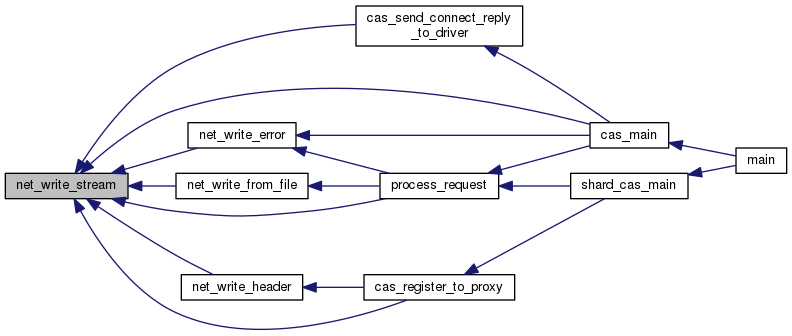 cas_send_connect_reply
_to_driver
net_write_error
cas_main
main
net_write_stream
net_write_from_file
process_request
shard_cas_main
net_write_header
cas_register_to_proxy